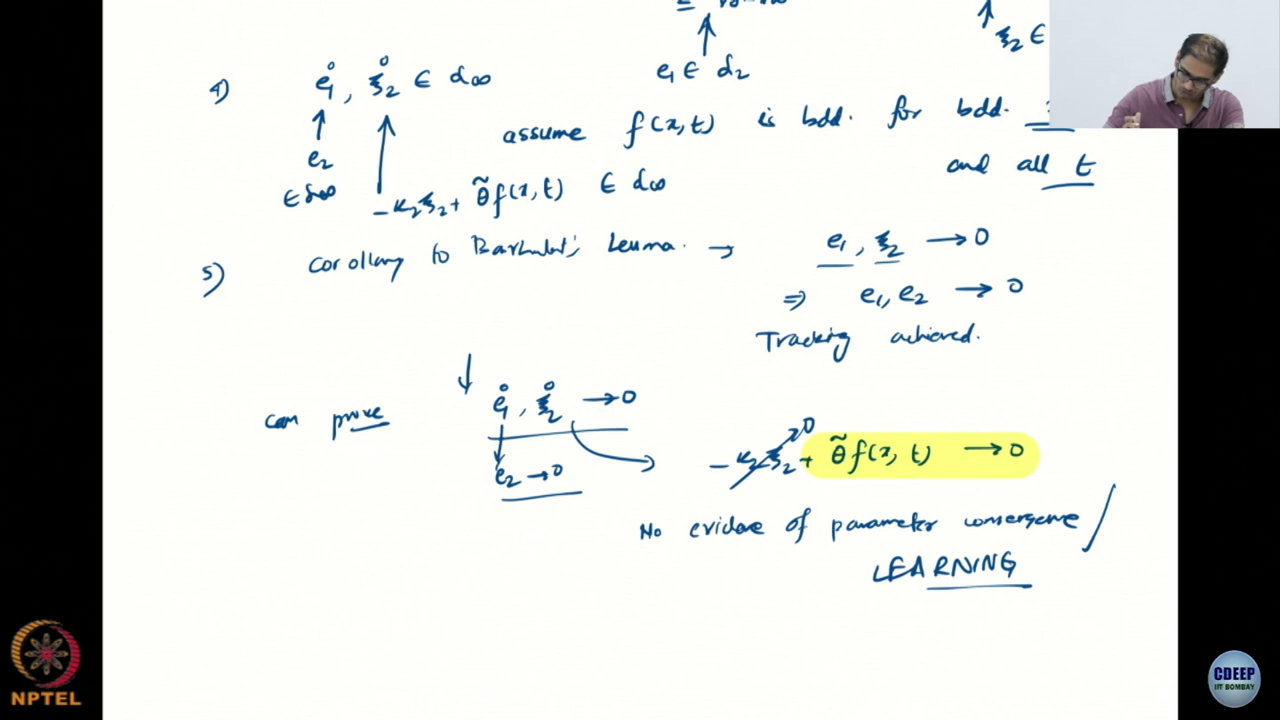 e₁ ∈ L₂
ξ₂ ∈
4) ė₁, ξ̇₂ ∈ L∞
assume f(x,t) is bdd. for bdd.
and all t
e₂ ∈ L∞
-k₂ξ₂ + θ̃f(x,t) ∈ L∞
5) Corollary to Barbalat's Lemma. → e₁, ξ₂ → 0
⇒ e₁, e₂ → 0
Tracking achieved.
can prove ė₁, ξ̇₂ → 0
e₂ → 0
-k₂ξ₂ + θ̃f(x, t) → 0
No evidence of parameter convergence /
LEARNING
NPTEL
CDEEP
IIT BOMBAY